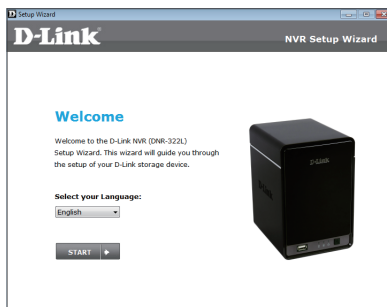 Setup Wizard
D-Link
NVR Setup Wizard
Welcome
Welcome to the D-Link NVR (DNR-322L)
Setup Wizard. This wizard will guide you through
the setup of your D-Link storage device.
D-Link
D-Link
Select your Language:
English
START